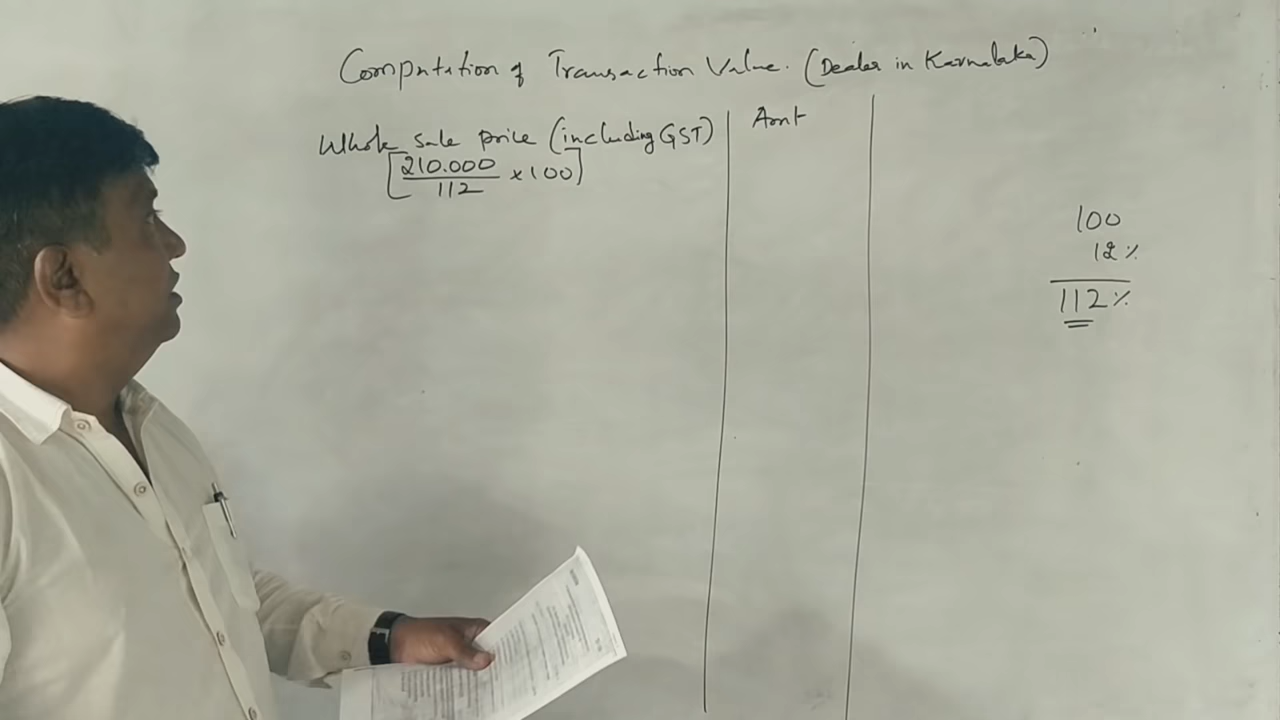 Computation of Transaction Value. (Dealer in Karnataka)
Whole sale price (including GST)
[210.000 / 112 × 100]
Amt
100
12%
112%